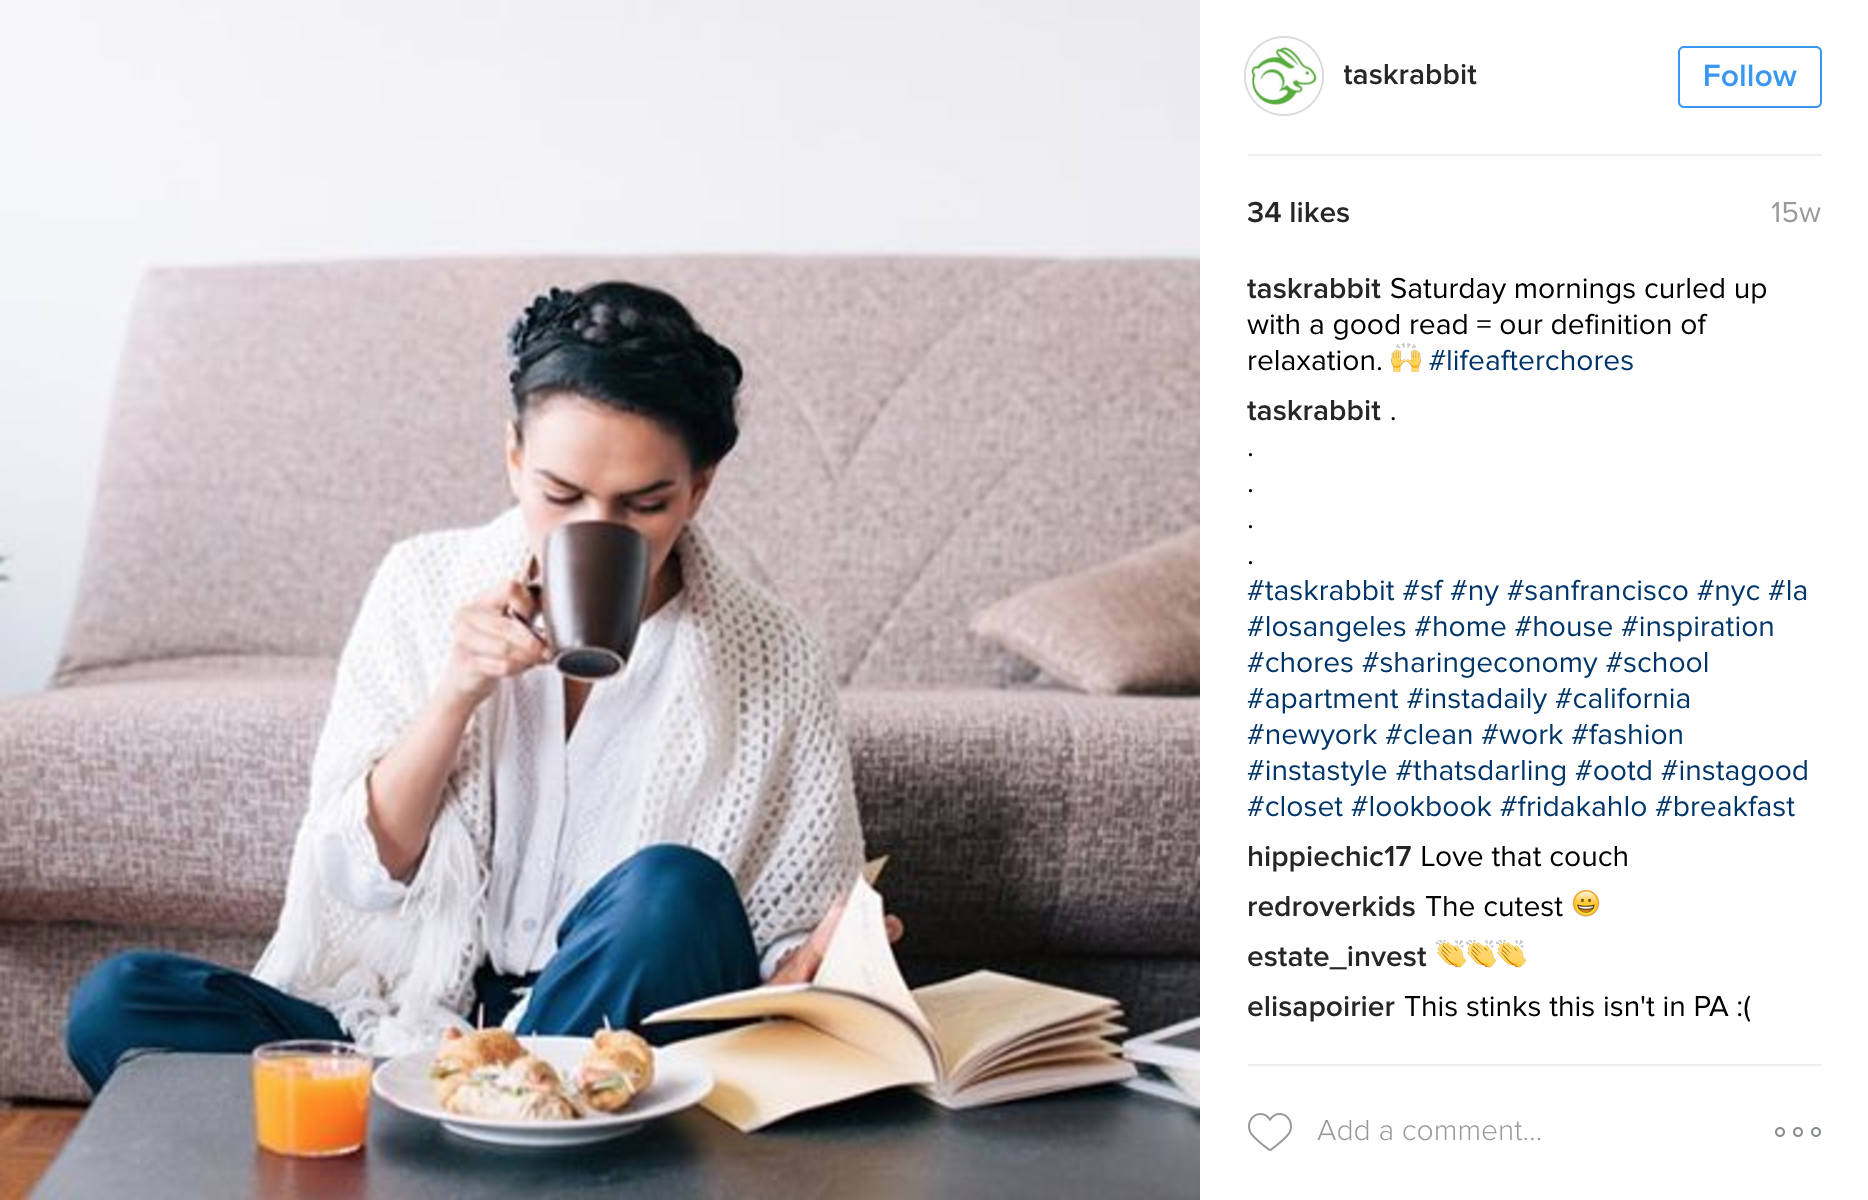 taskrabbit
Follow
34 likes
15w
taskrabbit Saturday mornings curled up
with a good read = our definition of
relaxation. 🙌 #lifeafterchores
taskrabbit .
.
.
.
.
#taskrabbit #sf #ny #sanfrancisco #nyc #la
#losangeles #home #house #inspiration
#chores #sharingeconomy #school
#apartment #instadaily #california
#newyork #clean #work #fashion
#instastyle #thatsdarling #ootd #instagood
#closet #lookbook #fridakahlo #breakfast
hippiechic17 Love that couch
redroverkids The cutest 😀
estate_invest 👏👏👏
elisapoirier This stinks this isn't in PA :(
Add a comment...